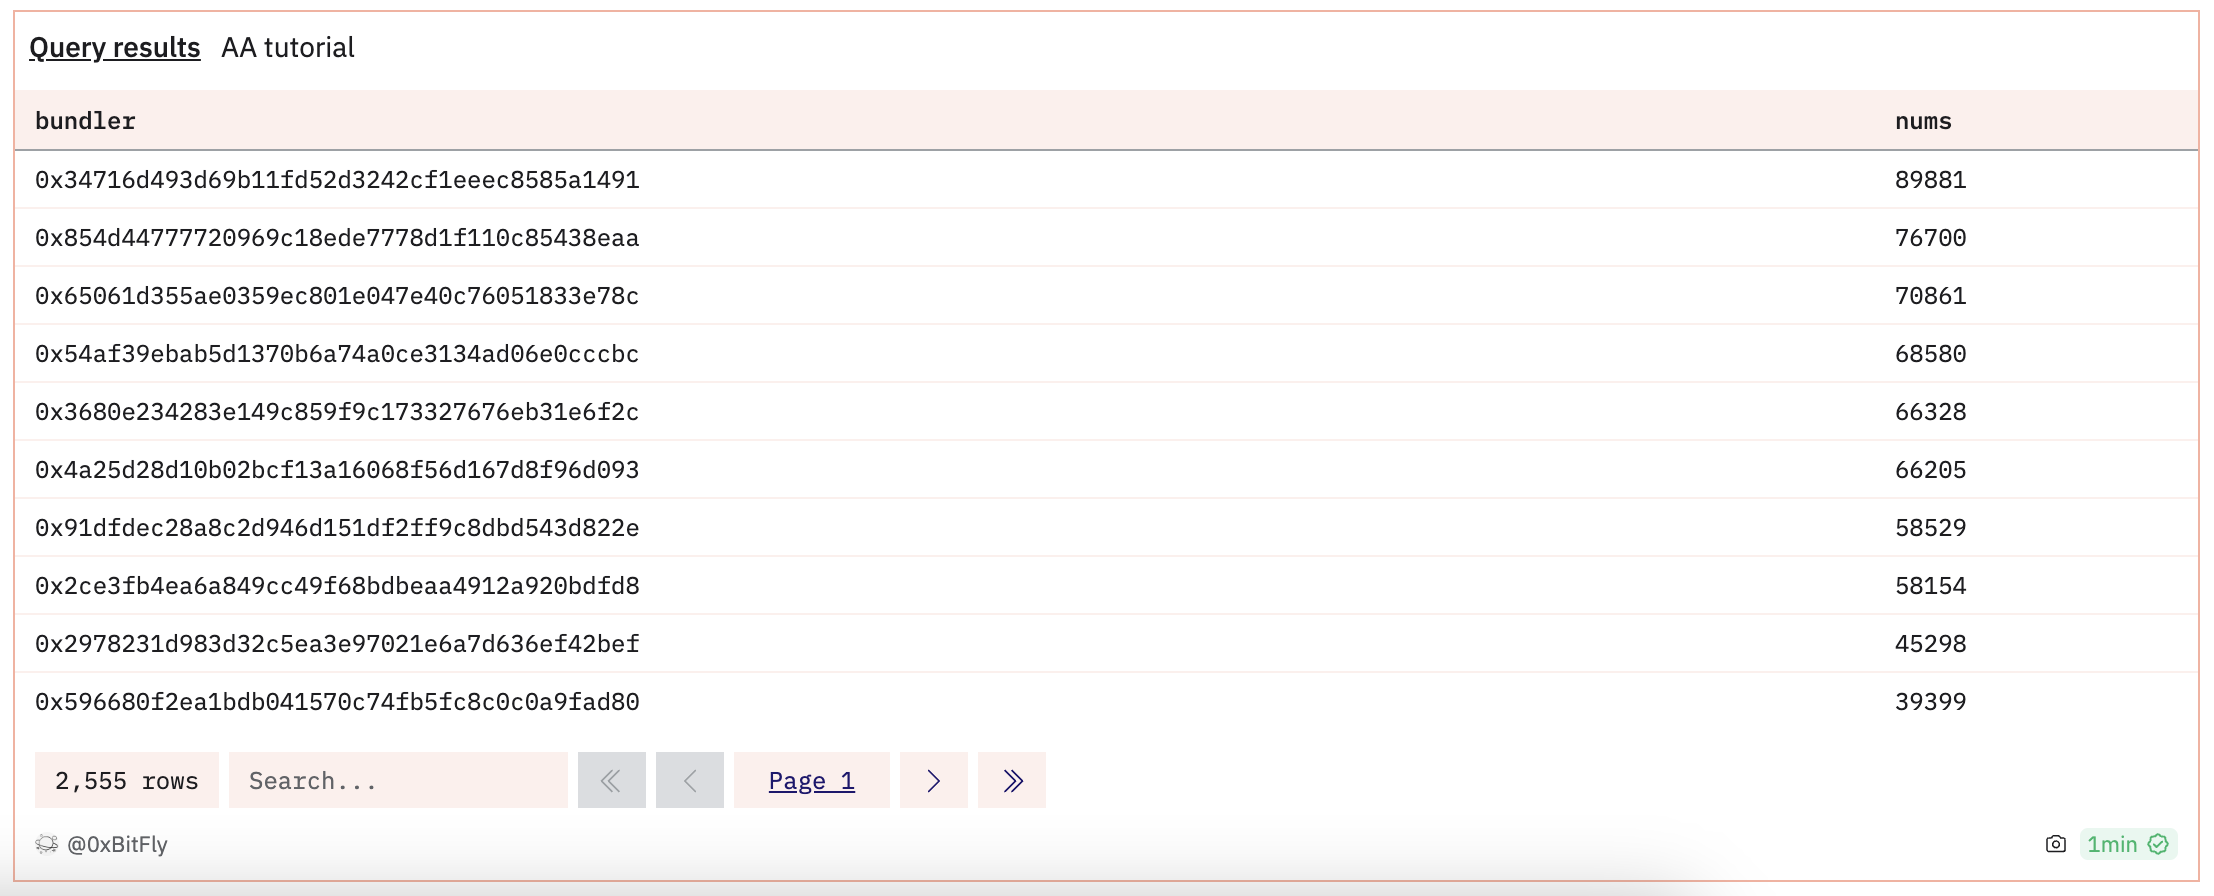 Query results AA tutorial
bundler nums
0x34716d493d69b11fd52d3242cf1eeec8585a1491 89881
0x854d44777720969c18ede7778d1f110c85438eaa 76700
0x65061d355ae0359ec801e047e40c76051833e78c 70861
0x54af39ebab5d1370b6a74a0ce3134ad06e0cccbc 68580
0x3680e234283e149c859f9c173327676eb31e6f2c 66328
0x4a25d28d10b02bcf13a16068f56d167d8f96d093 66205
0x91dfdec28a8c2d946d151df2ff9c8dbd543d822e 58529
0x2ce3fb4ea6a849cc49f68bdbeaa4912a920bdfd8 58154
0x2978231d983d32c5ea3e97021e6a7d636ef42bef 45298
0x596680f2ea1bdb041570c74fb5fc8c0c0a9fad80 39399
2,555 rows Search... Page 1
@0xBitFly 1min